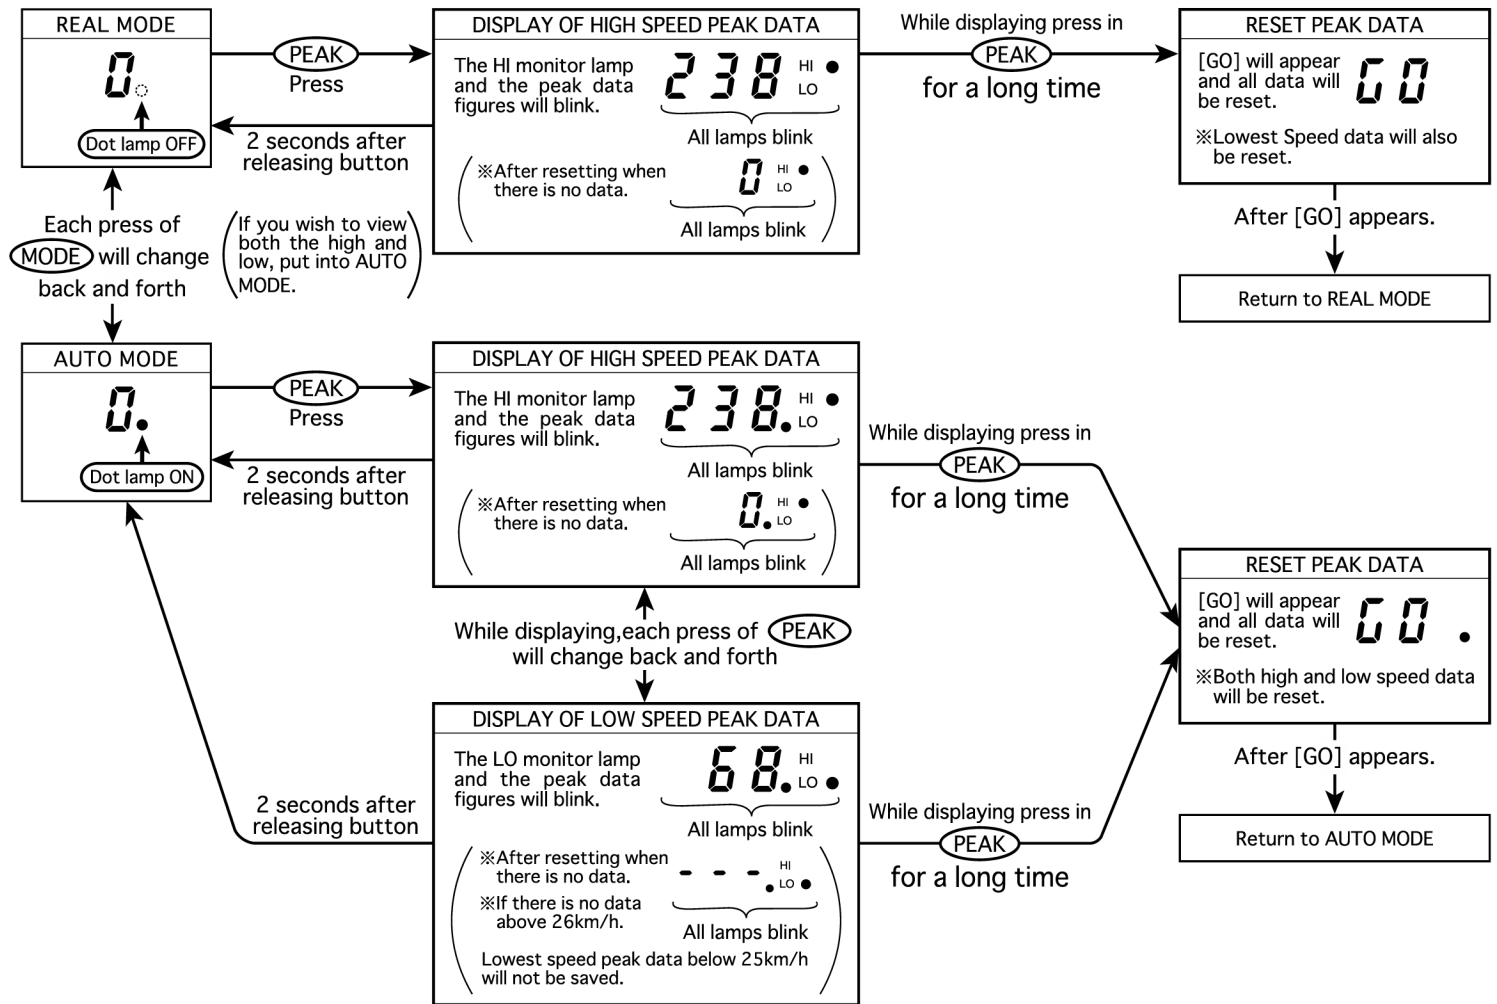 REAL MODE
0.
Dot lamp OFF
PEAK
Press
2 seconds after
releasing button
DISPLAY OF HIGH SPEED PEAK DATA
The HI monitor lamp
and the peak data
figures will blink.
238 HI ●
LO
All lamps blink
※After resetting when
there is no data.
0 HI ●
LO
All lamps blink
While displaying press in
PEAK
for a long time
RESET PEAK DATA
[GO] will appear
and all data will
be reset.
GO
※Lowest Speed data will also
be reset.
After [GO] appears.
Return to REAL MODE
Each press of
MODE will change
back and forth
(If you wish to view
both the high and
low, put into AUTO
MODE.)
AUTO MODE
0.
Dot lamp ON
PEAK
Press
2 seconds after
releasing button
DISPLAY OF HIGH SPEED PEAK DATA
The HI monitor lamp
and the peak data
figures will blink.
238. HI ●
LO
All lamps blink
※After resetting when
there is no data.
0. HI ●
LO
All lamps blink
While displaying press in
PEAK
for a long time
While displaying,each press of PEAK
will change back and forth
RESET PEAK DATA
[GO] will appear
and all data will
be reset.
GO .
※Both high and low speed data
will be reset.
After [GO] appears.
Return to AUTO MODE
2 seconds after
releasing button
DISPLAY OF LOW SPEED PEAK DATA
The LO monitor lamp
and the peak data
figures will blink.
68. HI
LO ●
All lamps blink
※After resetting when
there is no data.
※If there is no data
above 26km/h.
- - -. HI
LO ●
All lamps blink
Lowest speed peak data below 25km/h
will not be saved.
While displaying press in
PEAK
for a long time